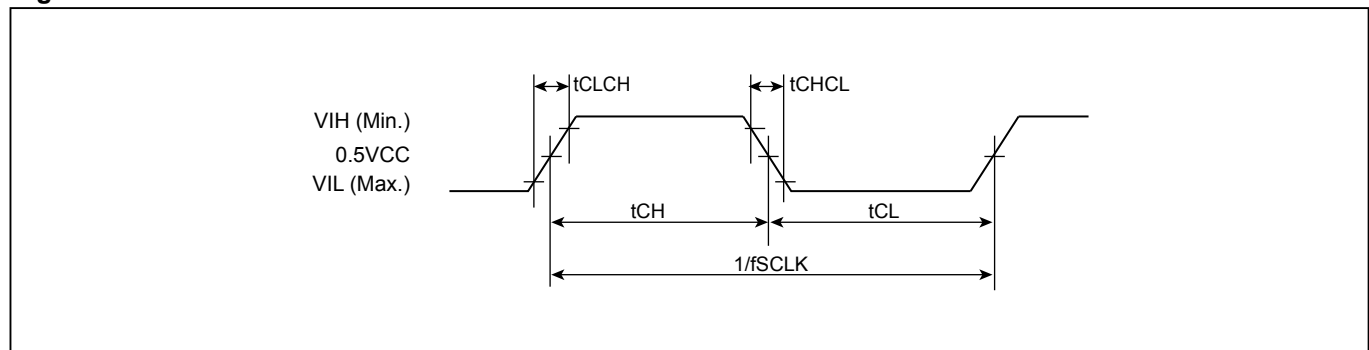 tCLCH
tCHCL
VIH (Min.)
0.5VCC
VIL (Max.)
tCH
tCL
1/fSCLK